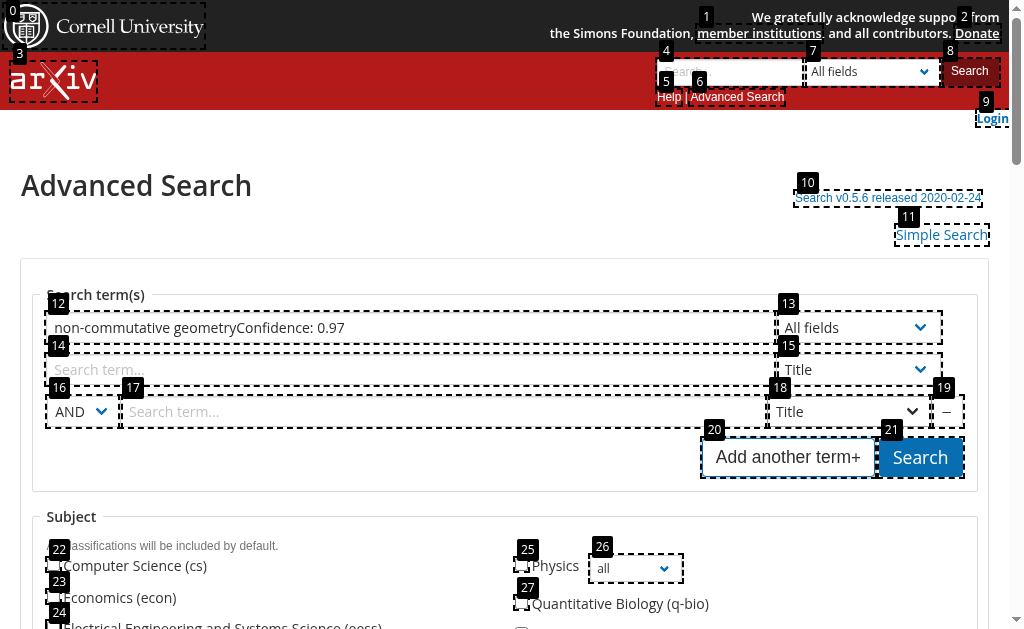 0
Cornell University
1
2
We gratefully acknowledge suppo from
the Simons Foundation, member institutions, and all contributors. Donate
3
arXiv
4
7
8
Search...
All fields
Search
5
6
Help | Advanced Search
9
Login
Advanced Search
10
Search v0.5.6 released 2020-02-24
11
Simple Search
Search term(s)
12
13
non-commutative geometryConfidence: 0.97
All fields
14
15
Search term...
Title
16
17
18
19
AND
Search term...
Title
–
20
21
Add another term+
Search
Subject
classifications will be included by default.
22
Computer Science (cs)
25
Physics
26
all
23
Economics (econ)
27
Quantitative Biology (q-bio)
24
Electrical Engineering and Systems Science (eess)